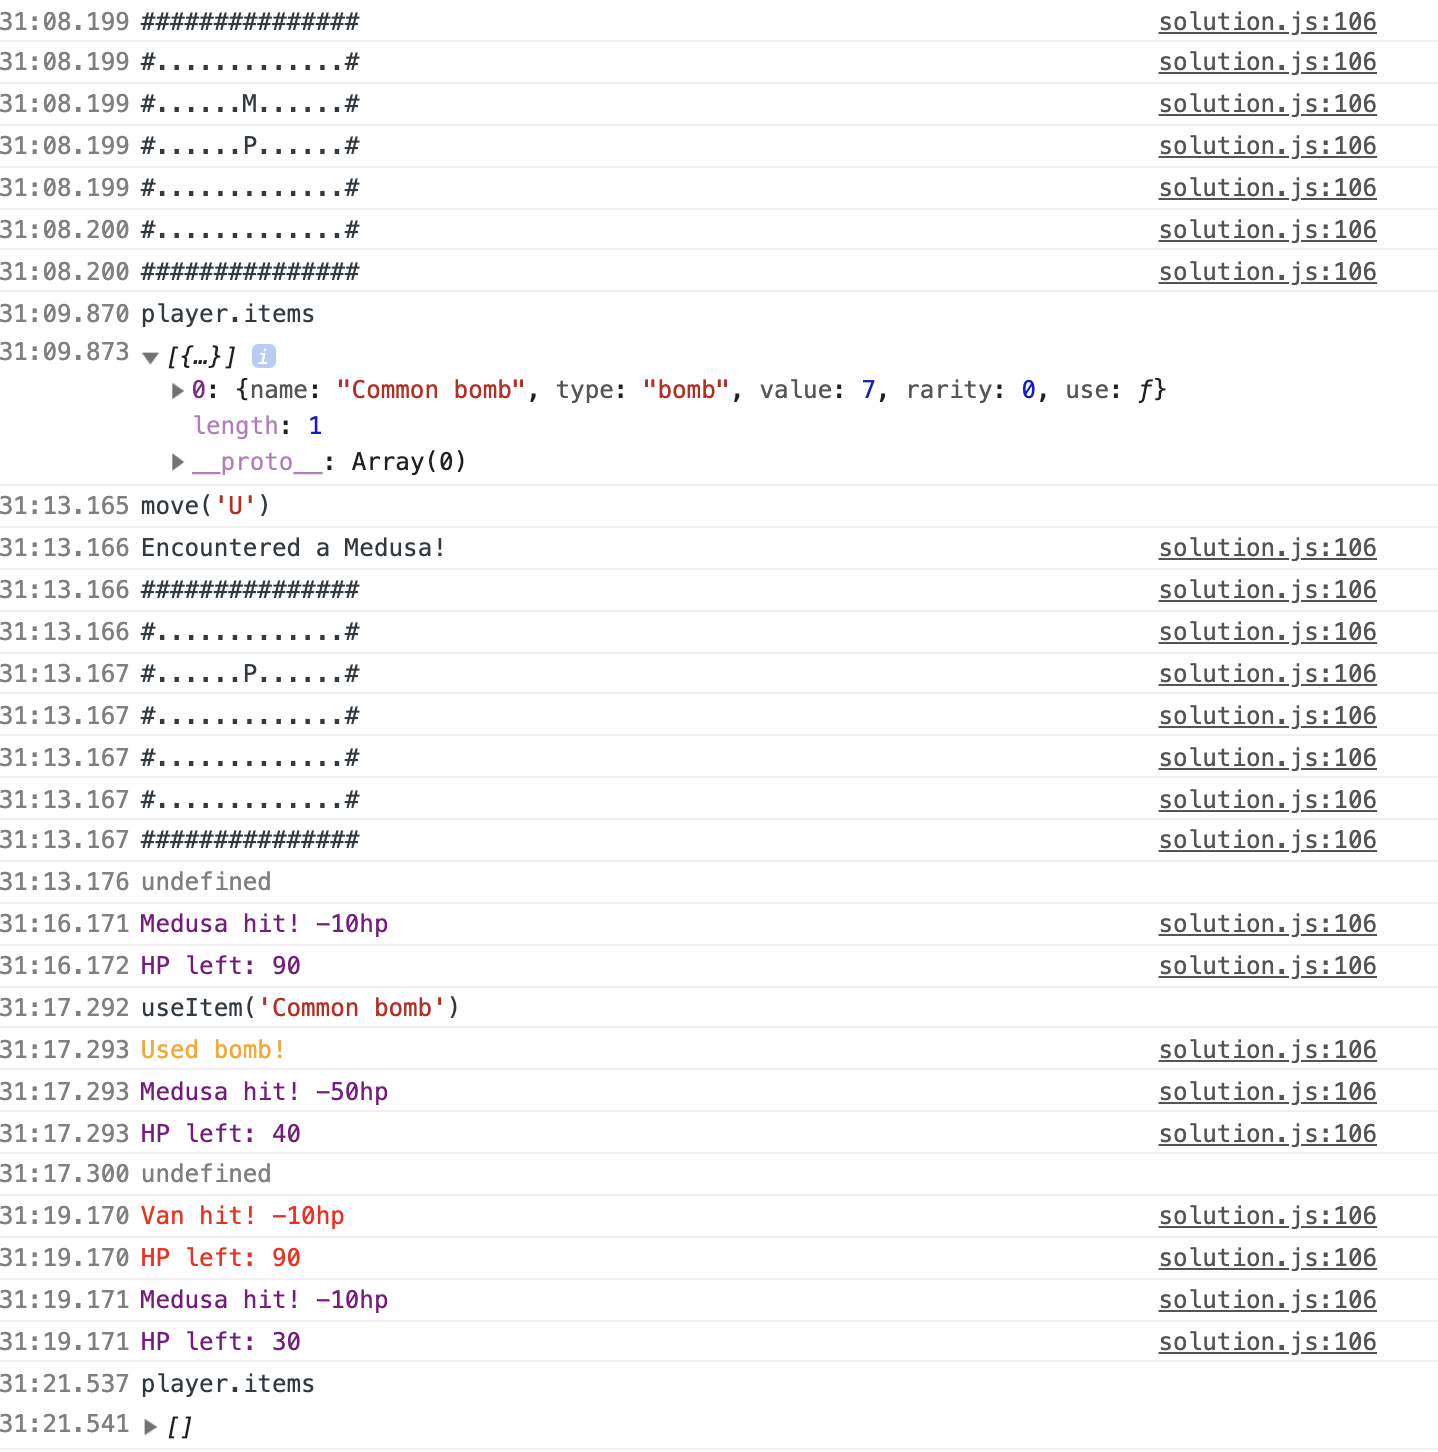 31:08.199 ############### solution.js:106
31:08.199 #.............# solution.js:106
31:08.199 #......M......# solution.js:106
31:08.199 #......P......# solution.js:106
31:08.199 #.............# solution.js:106
31:08.200 #.............# solution.js:106
31:08.200 ############### solution.js:106
31:09.870 player.items
31:09.873 ▼ [{…}] i
▶ 0: {name: "Common bomb", type: "bomb", value: 7, rarity: 0, use: ƒ}
length: 1
▶ __proto__: Array(0)
31:13.165 move('U')
31:13.166 Encountered a Medusa! solution.js:106
31:13.166 ############### solution.js:106
31:13.166 #.............# solution.js:106
31:13.167 #......P......# solution.js:106
31:13.167 #.............# solution.js:106
31:13.167 #.............# solution.js:106
31:13.167 #.............# solution.js:106
31:13.167 ############### solution.js:106
31:13.176 undefined
31:16.171 Medusa hit! -10hp solution.js:106
31:16.172 HP left: 90 solution.js:106
31:17.292 useItem('Common bomb')
31:17.293 Used bomb! solution.js:106
31:17.293 Medusa hit! -50hp solution.js:106
31:17.293 HP left: 40 solution.js:106
31:17.300 undefined
31:19.170 Van hit! -10hp solution.js:106
31:19.170 HP left: 90 solution.js:106
31:19.171 Medusa hit! -10hp solution.js:106
31:19.171 HP left: 30 solution.js:106
31:21.537 player.items
31:21.541 ▶ []